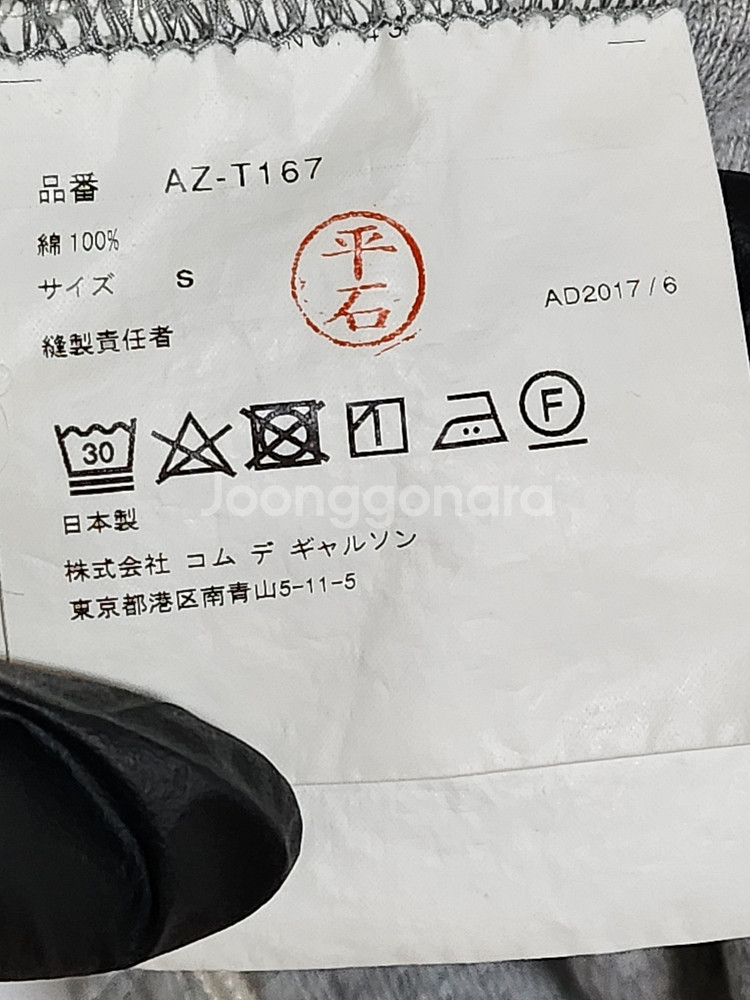 品番 AZ-T167
綿 100%
サイズ S
平石
AD2017/6
縫製責任者
30
F
日本製
Joonggonara
株式会社 コム デ ギャルソン
東京都港区南青山5-11-5